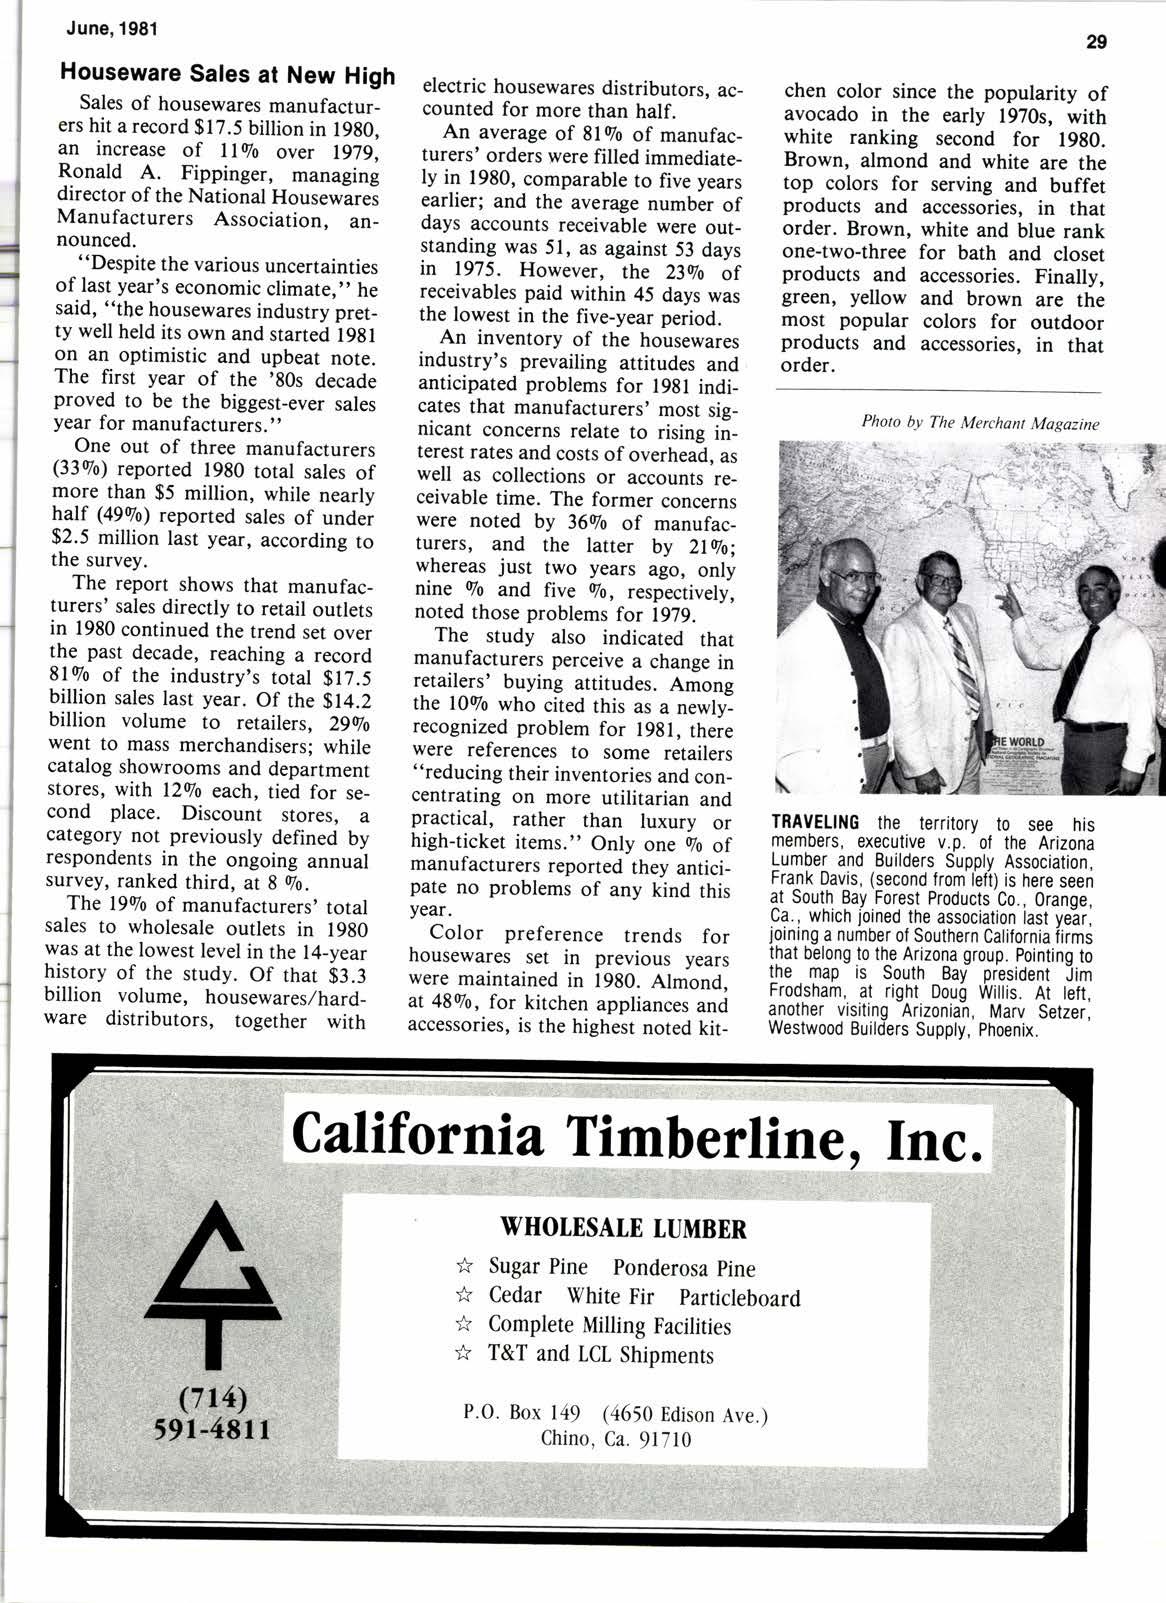 June, 1981
29
Houseware Sales at New High
Sales of housewares manufactur-
ers hit a record $17.5 billion in 1980,
an increase of 11% over 1979,
Ronald A. Fippinger, managing
director of the National Housewares
Manufacturers Association, an-
nounced.
"Despite the various uncertainties
of last year's economic climate," he
said, "the housewares industry pret-
ty well held its own and started 1981
on an optimistic and upbeat note.
The first year of the '80s decade
proved to be the biggest-ever sales
year for manufacturers."
One out of three manufacturers
(33%) reported 1980 total sales of
more than $5 million, while nearly
half (49%) reported sales of under
$2.5 million last year, according to
the survey.
The report shows that manufac-
turers' sales directly to retail outlets
in 1980 continued the trend set over
the past decade, reaching a record
81% of the industry's total $17.5
billion sales last year. Of the $14.2
billion volume to retailers, 29%
went to mass merchandisers; while
catalog showrooms and department
stores, with 12% each, tied for se-
cond place. Discount stores, a
category not previously defined by
respondents in the ongoing annual
survey, ranked third, at 8 %.
The 19% of manufacturers' total
sales to wholesale outlets in 1980
was at the lowest level in the 14-year
history of the study. Of that $3.3
billion volume, housewares/hard-
ware distributors, together with
electric housewares distributors, ac-
counted for more than half.
An average of 81% of manufac-
turers' orders were filled immediate-
ly in 1980, comparable to five years
earlier; and the average number of
days accounts receivable were out-
standing was 51, as against 53 days
in 1975. However, the 23% of
receivables paid within 45 days was
the lowest in the five-year period.
An inventory of the housewares
industry's prevailing attitudes and
anticipated problems for 1981 indi-
cates that manufacturers' most sig-
nicant concerns relate to rising in-
terest rates and costs of overhead, as
well as collections or accounts re-
ceivable time. The former concerns
were noted by 36% of manufac-
turers, and the latter by 21%;
whereas just two years ago, only
nine % and five %, respectively,
noted those problems for 1979.
The study also indicated that
manufacturers perceive a change in
retailers' buying attitudes. Among
the 10% who cited this as a newly-
recognized problem for 1981, there
were references to some retailers
"reducing their inventories and con-
centrating on more utilitarian and
practical, rather than luxury or
high-ticket items." Only one % of
manufacturers reported they antici-
pate no problems of any kind this
year.
Color preference trends for
housewares set in previous years
were maintained in 1980. Almond,
at 48%, for kitchen appliances and
accessories, is the highest noted kit-
chen color since the popularity of
avocado in the early 1970s, with
white ranking second for 1980.
Brown, almond and white are the
top colors for serving and buffet
products and accessories, in that
order. Brown, white and blue rank
one-two-three for bath and closet
products and accessories. Finally,
green, yellow and brown are the
most popular colors for outdoor
products and accessories, in that
order.
Photo by The Merchant Magazine
HE WORLD
TRAVELING the territory to see his
members, executive v.p. of the Arizona
Lumber and Builders Supply Association,
Frank Davis, (second from left) is here seen
at South Bay Forest Products Co., Orange,
Ca., which joined the association last year,
joining a number of Southern California firms
that belong to the Arizona group. Pointing to
the map is South Bay president Jim
Frodsham, at right Doug Willis. At left,
another visiting Arizonian, Marv Setzer,
Westwood Builders Supply, Phoenix.
California Timberline, Inc.
WHOLESALE LUMBER
☆ Sugar Pine Ponderosa Pine
☆ Cedar White Fir Particleboard
☆ Complete Milling Facilities
☆ T&T and LCL Shipments
(714)
591-4811
P.O. Box 149 (4650 Edison Ave.)
Chino, Ca. 91710